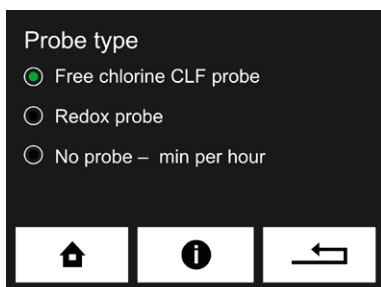 Probe type
Free chlorine CLF probe
Redox probe
No probe – min per hour